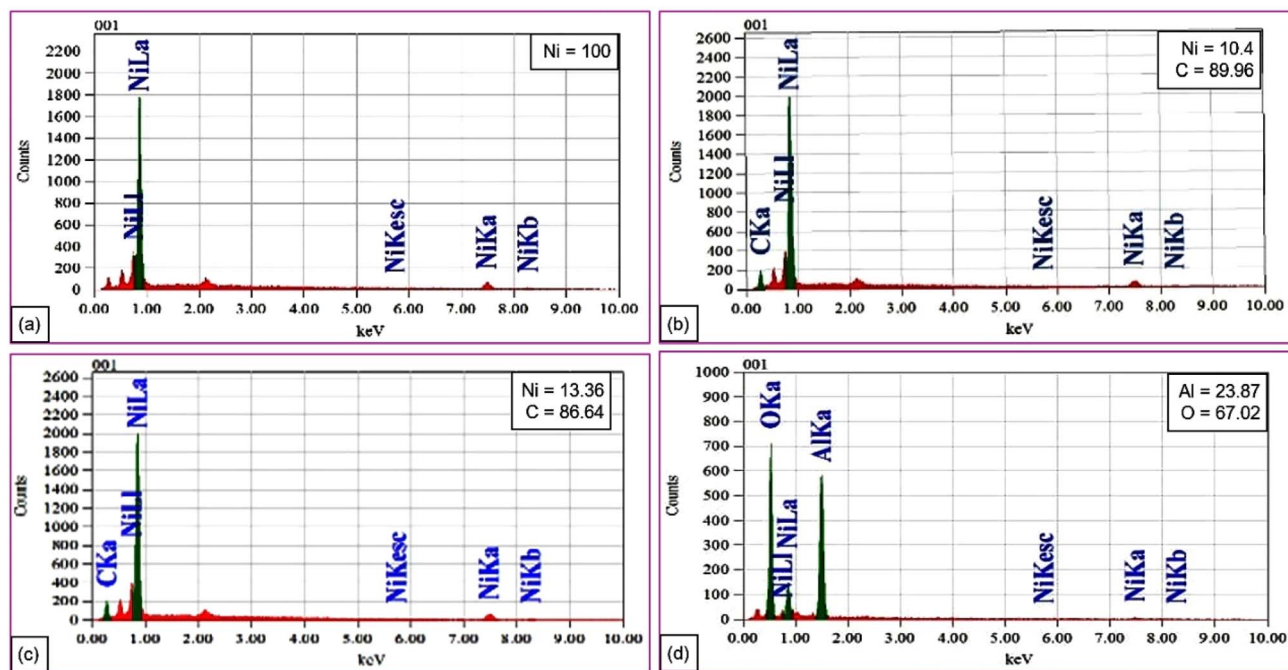 001
Ni = 100
2200
2000
1800
1600
1400
1200
1000
800
600
400
200
0
Counts
NiLl
NiLa
NiKesc
NiKa
NiKb
0.00 1.00 2.00 3.00 4.00 5.00 6.00 7.00 8.00 9.00 10.00
keV
(a)
001
Ni = 10.4
C = 89.96
2600
2400
2200
2000
1800
1600
1400
1200
1000
800
600
400
200
0
Counts
CKa
NiLl
NiLa
NiKesc
NiKa
NiKb
0.00 1.00 2.00 3.00 4.00 5.00 6.00 7.00 8.00 9.00 10.00
keV
(b)
001
Ni = 13.36
C = 86.64
2600
2400
2200
2000
1800
1600
1400
1200
1000
800
600
400
200
0
Counts
CKa
NiLl
NiLa
NiKesc
NiKa
NiKb
0.00 1.00 2.00 3.00 4.00 5.00 6.00 7.00 8.00 9.00 10.00
keV
(c)
001
Al = 23.87
O = 67.02
1000
900
800
700
600
500
400
300
200
100
0
Counts
OKa
NiLl
NiLa
AlKa
NiKesc
NiKa
NiKb
0.00 1.00 2.00 3.00 4.00 5.00 6.00 7.00 8.00 9.00 10.00
keV
(d)